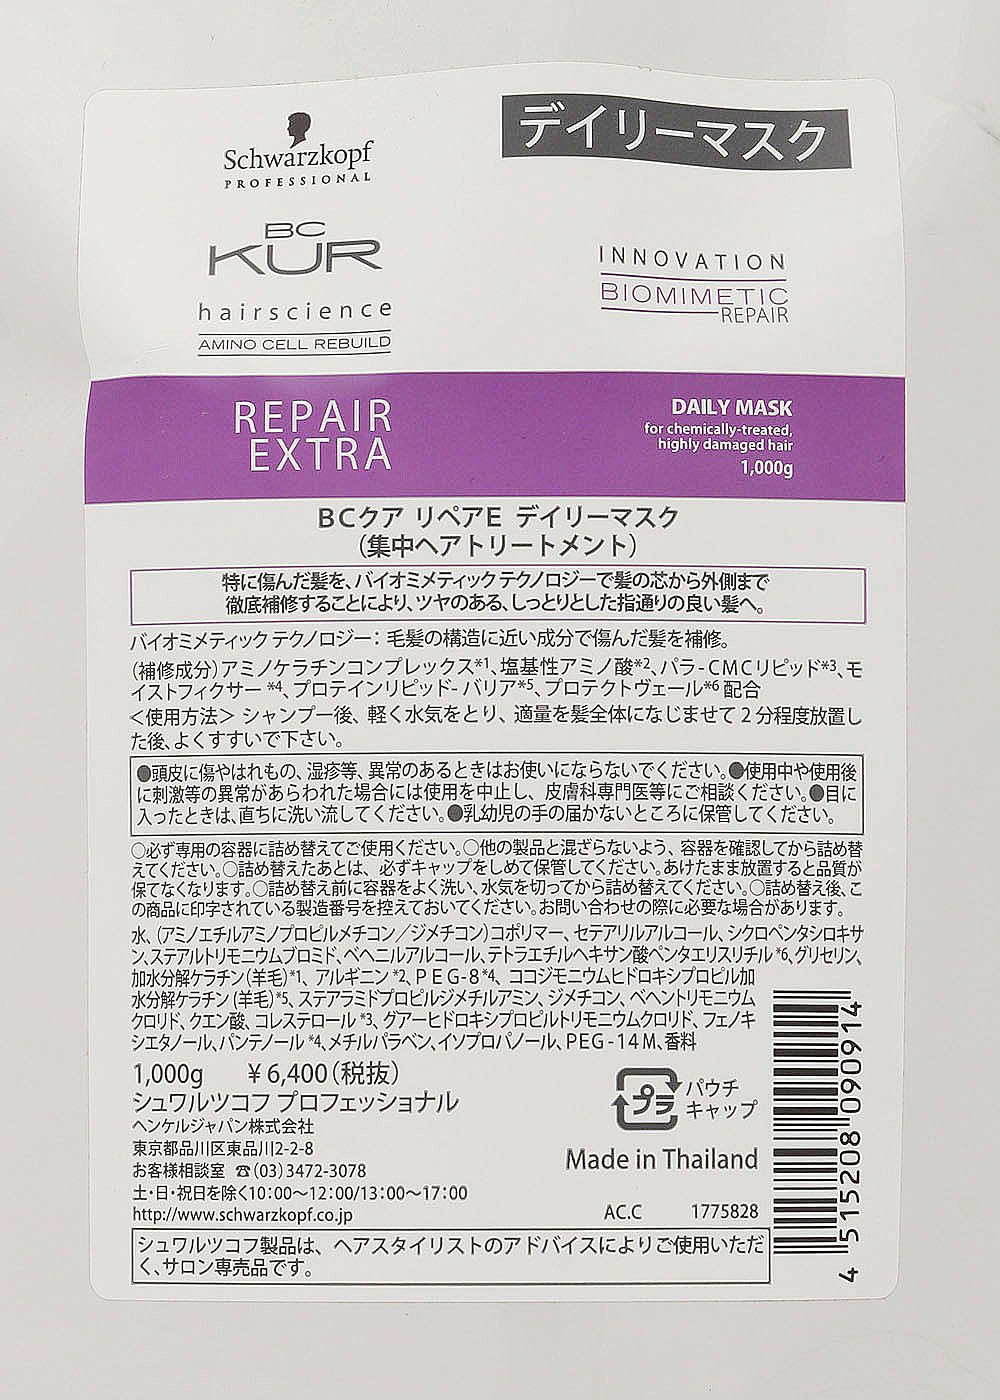 Schwarzkopf
PROFESSIONAL
デイリーマスク
BC
KUR
hairscience
AMINO CELL REBUILD
INNOVATION
BIOMIMETIC
REPAIR
REPAIR
EXTRA
DAILY MASK
for chemically-treated,
highly damaged hair
1,000g
BCクア リペアE デイリーマスク
(集中ヘアトリートメント)
特に傷んだ髪を、バイオミメティック テクノロジーで髪の芯から外側まで
徹底補修することにより、ツヤのある、しっとりとした指通りの良い髪へ。
バイオミメティック テクノロジー：毛髪の構造に近い成分で傷んだ髪を補修。
(補修成分)アミノケラチンコンプレックス*1、塩基性アミノ酸*2、パラ-CMCリピッド*3、モ
イストフィクサー *4、プロテインリピッド-バリア*5、プロテクトヴェール*6 配合
＜使用方法＞ シャンプー後、軽く水気をとり、適量を髪全体になじませて2分程度放置し
た後、よくすすいで下さい。
●頭皮に傷やはれもの、湿疹等、異常のあるときはお使いにならないでください。●使用中や使用後
に刺激等の異常があらわれた場合には使用を中止し、皮膚科専門医等にご相談ください。●目に
入ったときは、直ちに洗い流してください。●乳幼児の手の届かないところに保管してください。
○必ず専用の容器に詰め替えてご使用ください。○他の製品と混ざらないよう、容器を確認してから詰め替
えてください。○詰め替えたあとは、必ずキャップをしめて保管してください。あけたまま放置すると品質が
保てなくなります。○詰め替え前に容器をよく洗い、水気を切ってから詰め替えてください。○詰め替え後、こ
の商品に印字されている製造番号を控えておいてください。お問い合わせの際に必要な場合があります。
水、(アミノエチルアミノプロピルメチコン／ジメチコン)コポリマー、セテアリルアルコール、シクロペンタシロキサ
ン、ステアルトリモニウムブロミド、ベヘニルアルコール、テトラエチルヘキサン酸ペンタエリスリチル *6、グリセリン、
加水分解ケラチン(羊毛)*1、アルギニン *2、PEG-8*4、ココジモニウムヒドロキシプロピル加
水分解ケラチン (羊毛)*5、ステアラミドプロピルジメチルアミン、ジメチコン、ベヘントリモニウム
クロリド、クエン酸、コレステロール *3、グアーヒドロキシプロピルトリモニウムクロリド、フェノキ
シエタノール、パンテノール *4、メチルパラベン、イソプロパノール、PEG-14M、香料
1,000g ￥6,400(税抜)
シュワルツコフ プロフェッショナル
ヘンケルジャパン株式会社
東京都品川区東品川2-2-8
お客様相談室 ☎(03)3472-3078
土・日・祝日を除く10：00〜12：00/13：00〜17：00
http://www.schwarzkopf.co.jp
プラ
パウチ
キャップ
Made in Thailand
AC.C 1775828
シュワルツコフ製品は、ヘアスタイリストのアドバイスによりご使用いただ
く、サロン専売品です。
4 515208 090914